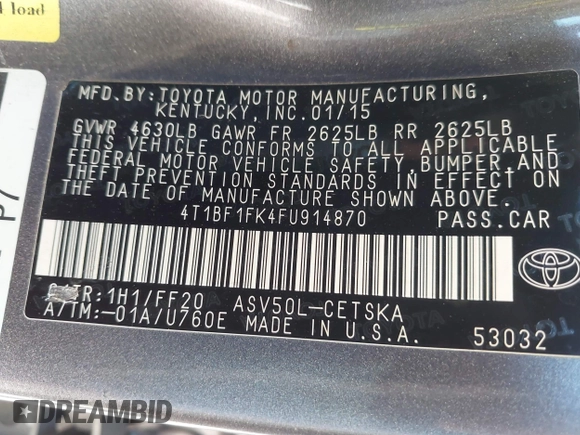 load
MFD.BY:TOYOTA MOTOR MANUFACTURING,
KENTUCKY, INC.01/15
GVWR 4630LB GAWR FR 2625LB RR 2625LB
THIS VEHICLE CONFORMS TO ALL APPLICABLE
FEDERAL MOTOR VEHICLE SAFETY, BUMPER, AND
THEFT PREVENTION STANDARDS IN EFFECT ON
THE DATE OF MANUFACTURE SHOWN ABOVE.
4T1BF1FK4FU914870 PASS.CAR
TR:1H1/FF20 ASV50L-CETSKA
A/TM:-01A/U760E MADE IN U.S.A.
53032
TOYOTA
DREAMBID